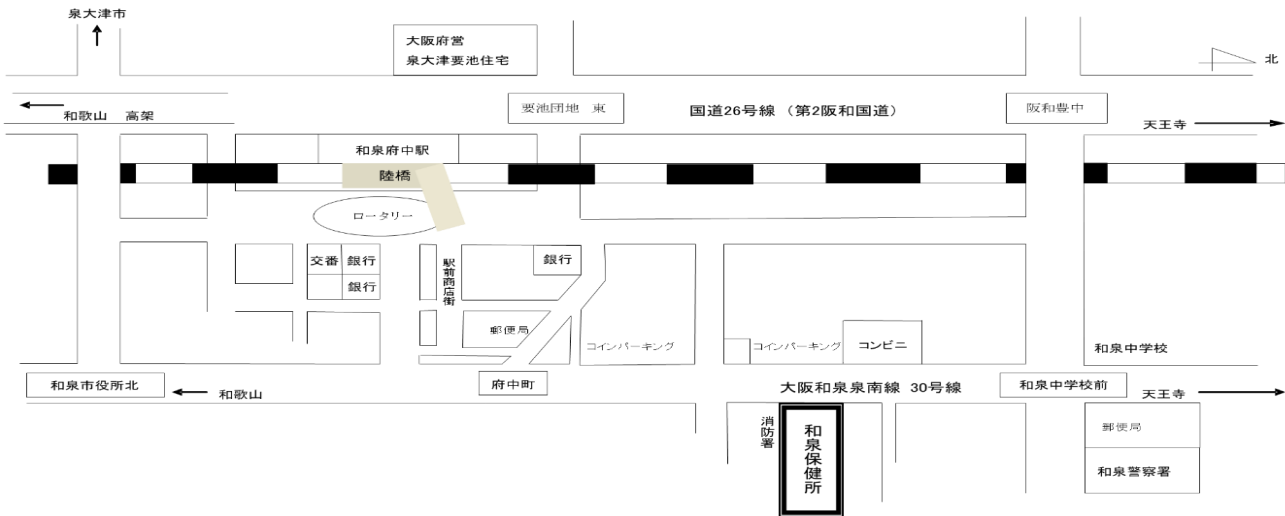 泉大津市
大阪府営
泉大津要池住宅
北
和歌山 高架
要池団地 東
国道26号線 (第2阪和国道)
阪和豊中
天王寺
和泉府中駅
陸橋
ロータリー
交番
銀行
銀行
駅前商店街
銀行
郵便局
コインパーキング
コインパーキング
コンビニ
和泉中学校
和泉市役所北
和歌山
府中町
大阪和泉泉南線 30号線
和泉中学校前
天王寺
消防署
和泉保健所
郵便局
和泉警察署